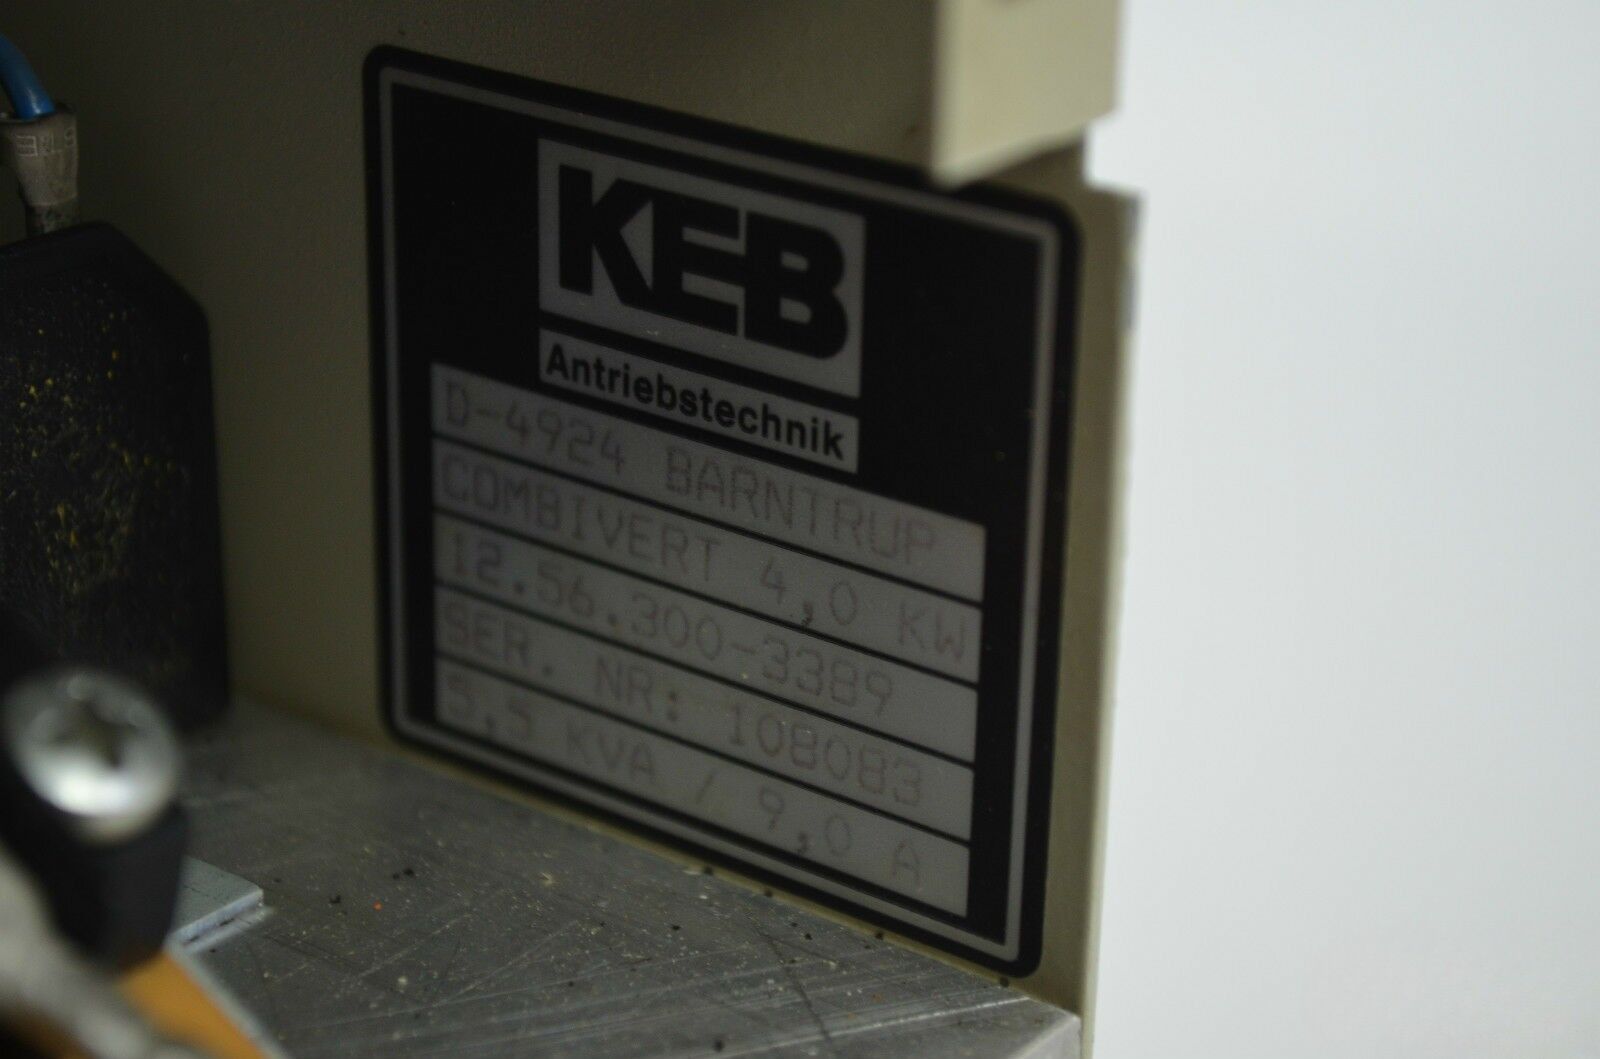 KEB
Antriebstechnik
D-4924 BARNTRUP
COMBIVERT 4,0 KW
12.56.300-3389
SER. NR: 108083
5,5 KVA / 9,0 A